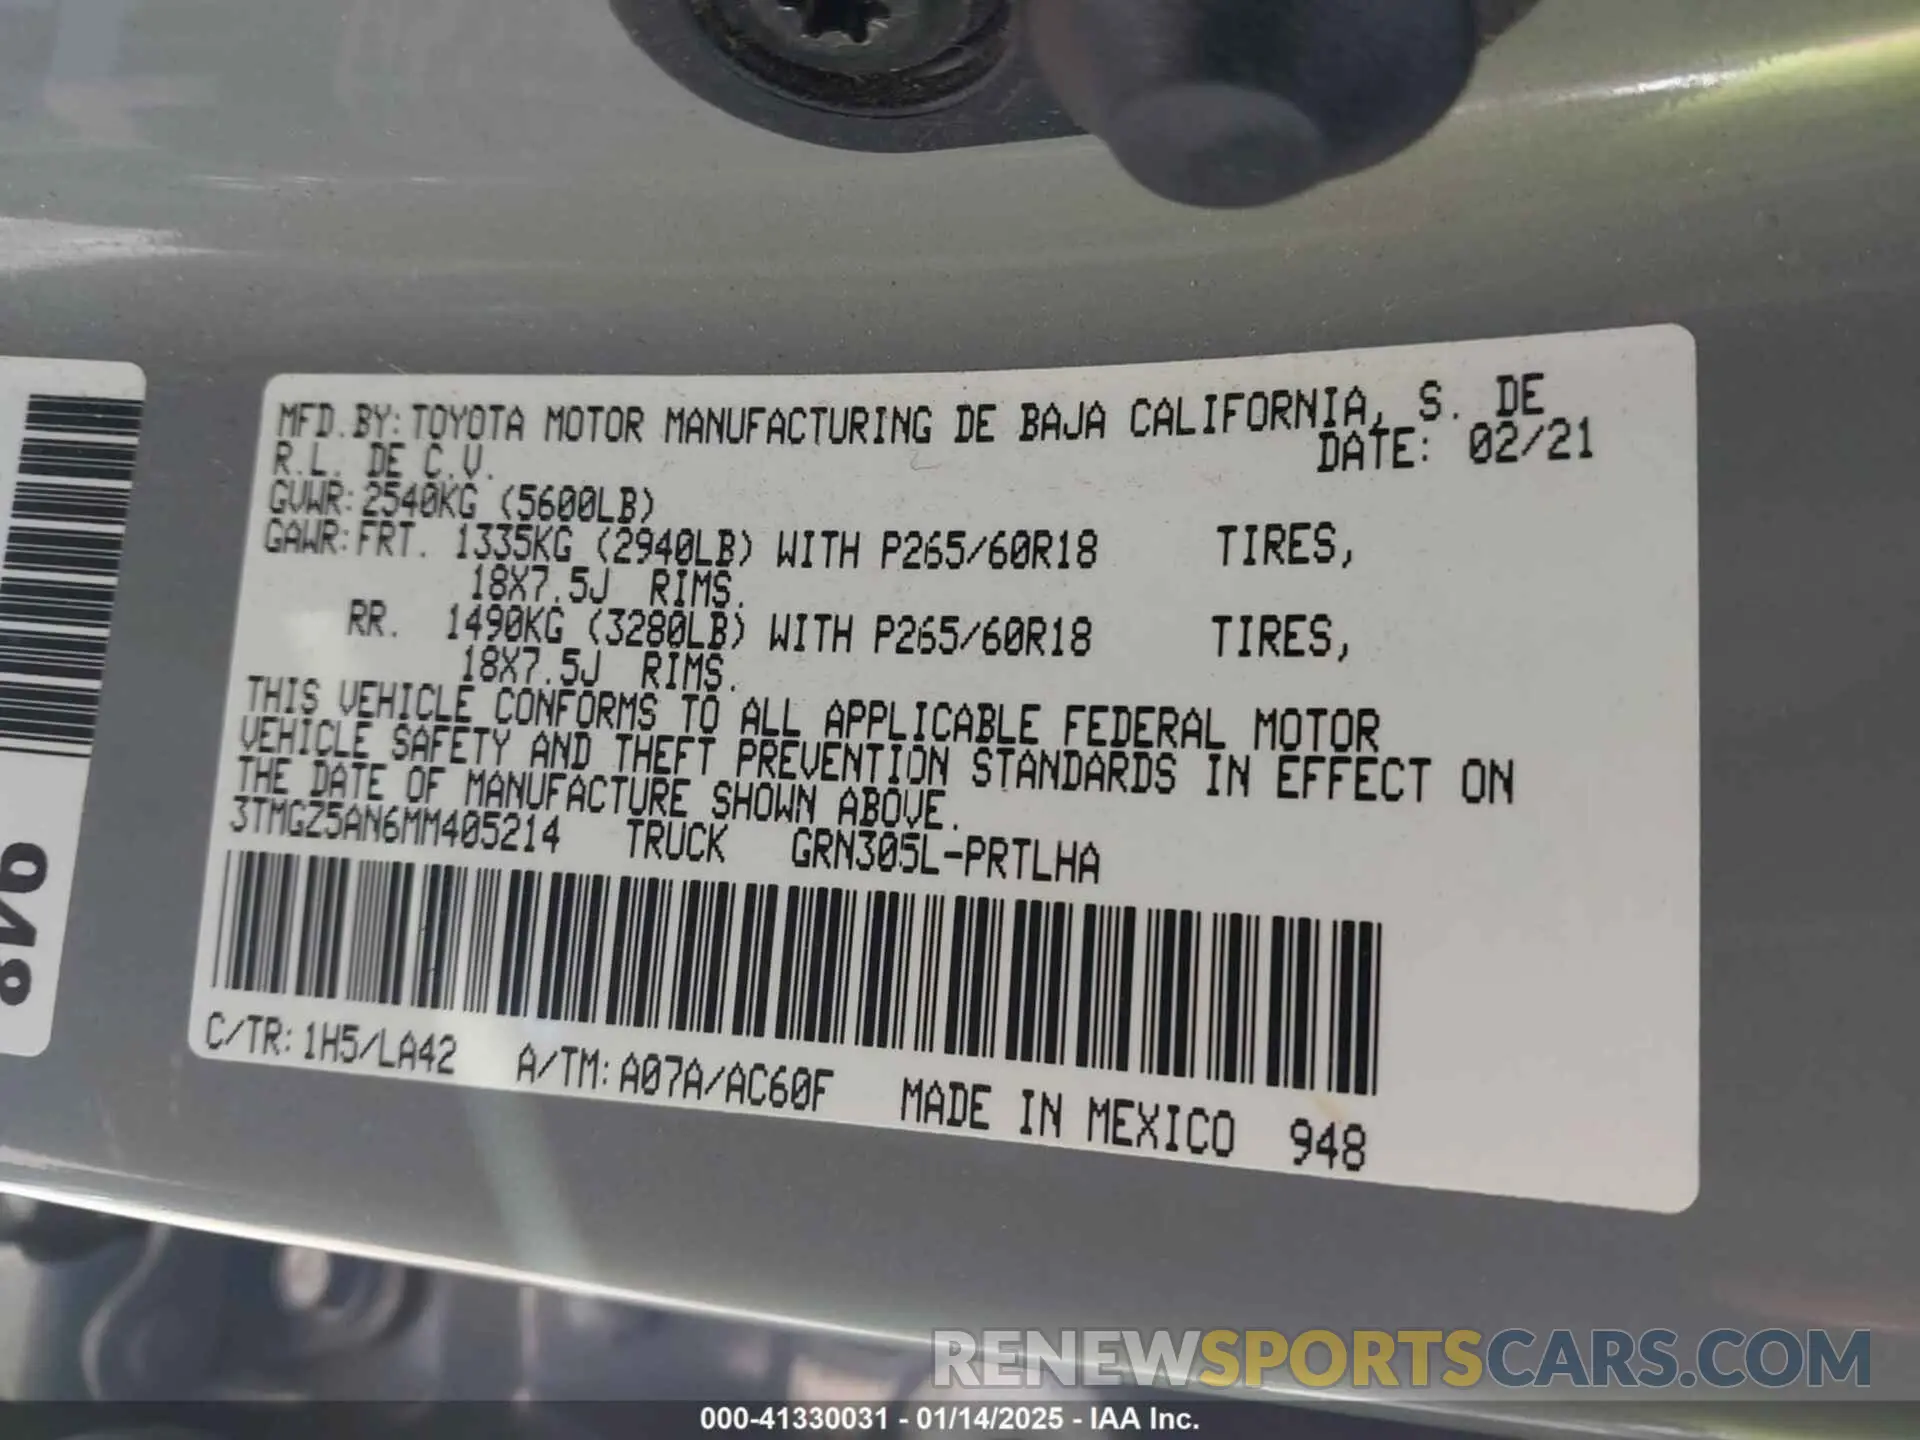 MFD.BY: TOYOTA MOTOR MANUFACTURING DE BAJA CALIFORNIA, S. DE
R.L. DE C.V.
DATE: 02/21
GVWR: 2540KG (5600LB)
GAWR: FRT. 1335KG (2940LB) WITH P265/60R18 TIRES,
18X7.5J RIMS.
RR. 1490KG (3280LB) WITH P265/60R18 TIRES,
18X7.5J RIMS.
THIS VEHICLE CONFORMS TO ALL APPLICABLE FEDERAL MOTOR
VEHICLE SAFETY AND THEFT PREVENTION STANDARDS IN EFFECT ON
THE DATE OF MANUFACTURE SHOWN ABOVE.
3TMGZ5AN6MM405214 TRUCK GRN305L-PRTLHA
C/TR: 1H5/LA42 A/TM: A07A/AC60F MADE IN MEXICO 948
948
RENEWSPORTSCARS.COM
000-41330031 - 01/14/2025 - IAA Inc.